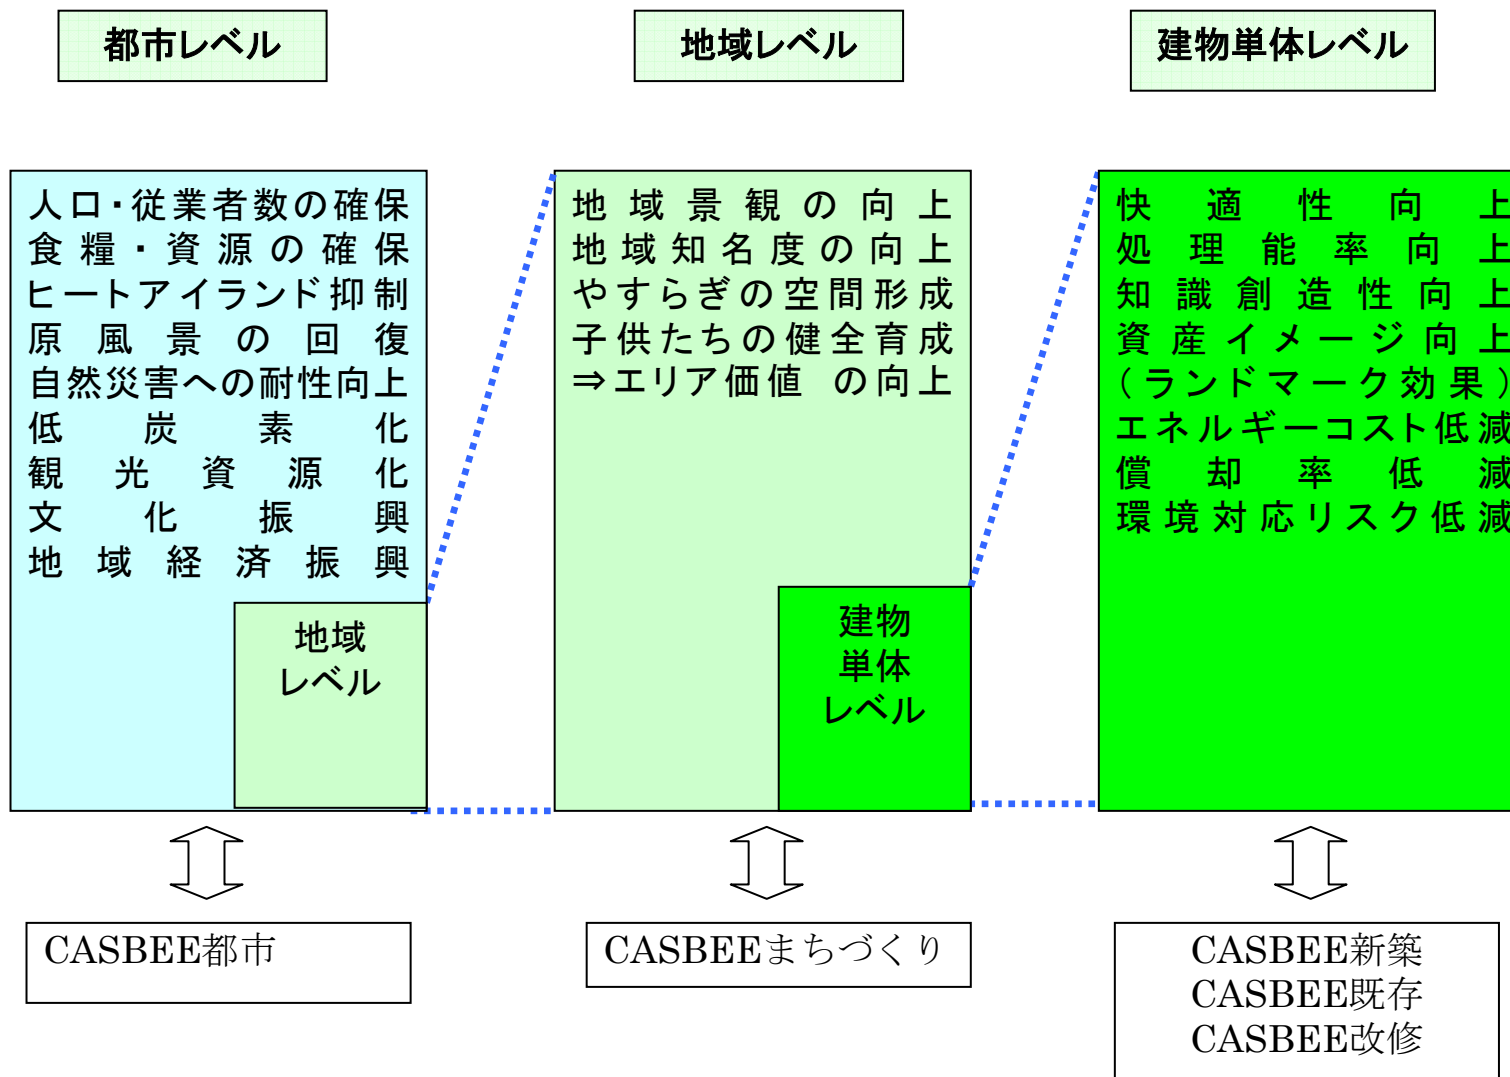 都市レベル
地域レベル
建物単体レベル
人口・従業者数の確保
食糧・資源の確保
ヒートアイランド抑制
原風景の回復
自然災害への耐性向上
低炭素化
観光資源化
文化振興
地域経済振興
地域
レベル
地域景観の向上
地域知名度の向上
やすらぎの空間形成
子供たちの健全育成
⇒エリア価値 の向上
建物
単体
レベル
快適性向上
処理能率向上
知識創造性向上
資産イメージ向上
(ランドマーク効果)
エネルギーコスト低減
償却率低減
環境対応リスク低減
CASBEE都市
CASBEEまちづくり
CASBEE新築
CASBEE既存
CASBEE改修